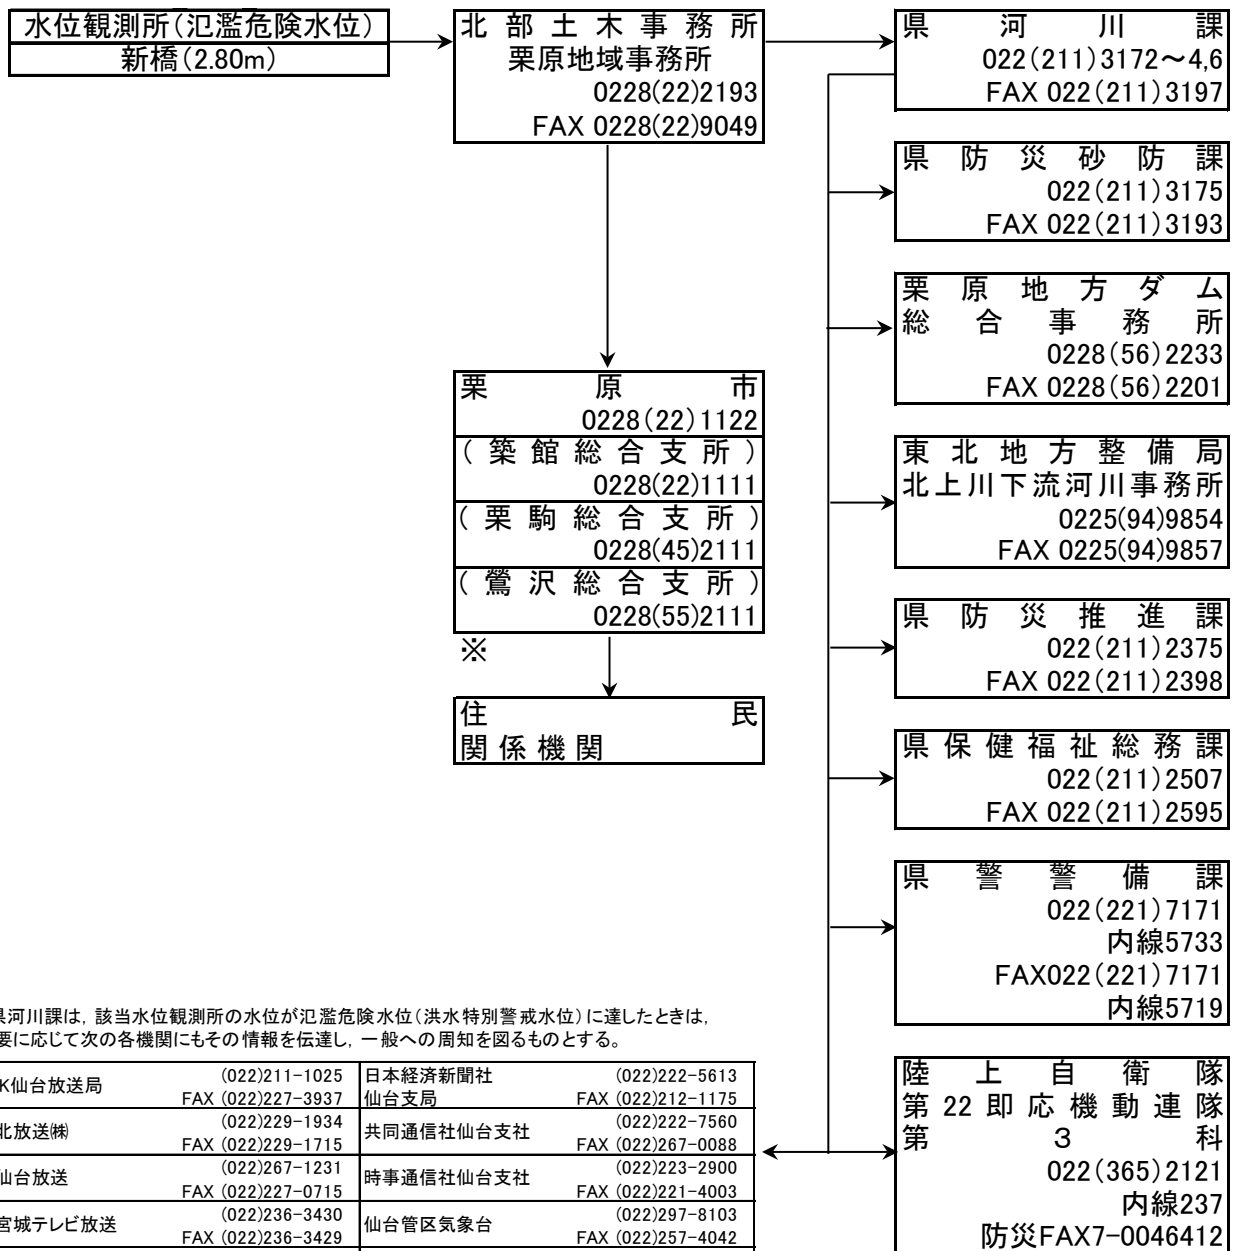 水位観測所(氾濫危険水位)
新橋(2.80m)
北部土木事務所
栗原地域事務所
0228(22)2193
FAX 0228(22)9049
県河川課
022(211)3172～4,6
FAX 022(211)3197
県防災砂防課
022(211)3175
FAX 022(211)3193
栗原地方ダム
総合事務所
0228(56)2233
FAX 0228(56)2201
栗原市
0228(22)1122
(築館総合支所)
0228(22)1111
(栗駒総合支所)
0228(45)2111
(鶯沢総合支所)
0228(55)2111
※
住民
関係機関
東北地方整備局
北上川下流河川事務所
0225(94)9854
FAX 0225(94)9857
県防災推進課
022(211)2375
FAX 022(211)2398
県保健福祉総務課
022(211)2507
FAX 022(211)2595
県警警備課
022(221)7171
内線5733
FAX022(221)7171
内線5719
陸上自衛隊
第22即応機動連隊
第3科
022(365)2121
内線237
防災FAX7-0046412
県河川課は，該当水位観測所の水位が氾濫危険水位(洪水特別警戒水位)に達したときは，
要に応じて次の各機関にもその情報を伝達し，一般への周知を図るものとする。
K仙台放送局 (022)211-1025 FAX (022)227-3937
日本経済新聞社 仙台支局 (022)222-5613 FAX (022)212-1175
北放送㈱ (022)229-1934 FAX (022)229-1715
共同通信社仙台支社 (022)222-7560 FAX (022)267-0088
仙台放送 (022)267-1231 FAX (022)227-0715
時事通信社仙台支社 (022)223-2900 FAX (022)221-4003
宮城テレビ放送 (022)236-3430 FAX (022)236-3429
仙台管区気象台 (022)297-8103 FAX (022)257-4042